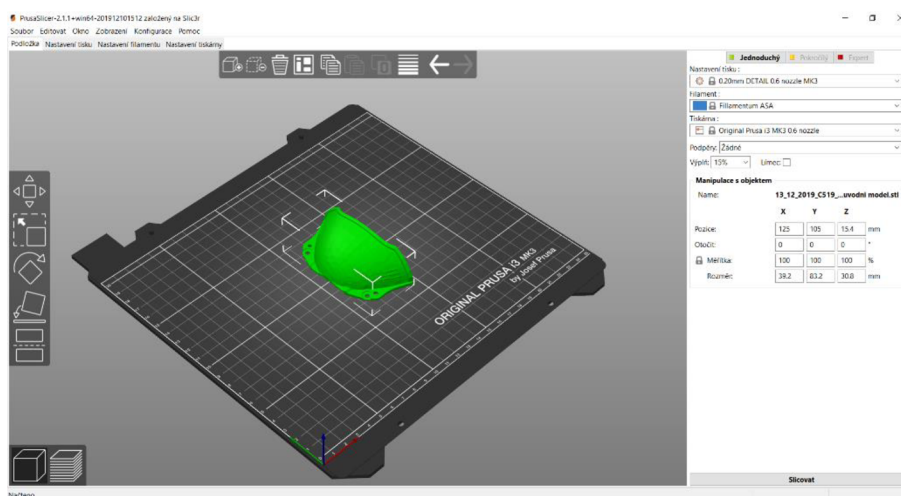 PrusaSlicer-2.1.1+win64-201912101512 založený na Slic3r
Soubor Editovat Okno Zobrazení Konfigurace Pomoc
Podložka Nastavení tisku Nastavení filamentu Nastavení tiskárny
Jednoduchý Pokročilý Expert
Nastavení tisku :
0.20mm DETAIL 0.6 nozzle MK3
Filament :
Fillamentum ASA
Tiskárna :
Original Prusa i3 MK3 0.6 nozzle
Podpěry: Žádné
Výplň: 15% Límec:
Manipulace s objektem
Name: 13_12_2019_C519_...uvodni model.stl
X Y Z
Pozice: 125 105 15.4 mm
Otočit: 0 0 0 °
Měřítka: 100 100 100 %
Rozměr: 39.2 83.2 30.8 mm
ORIGINAL PRUSA i3 MK3
by Josef Prusa
Slicovat
Načteno